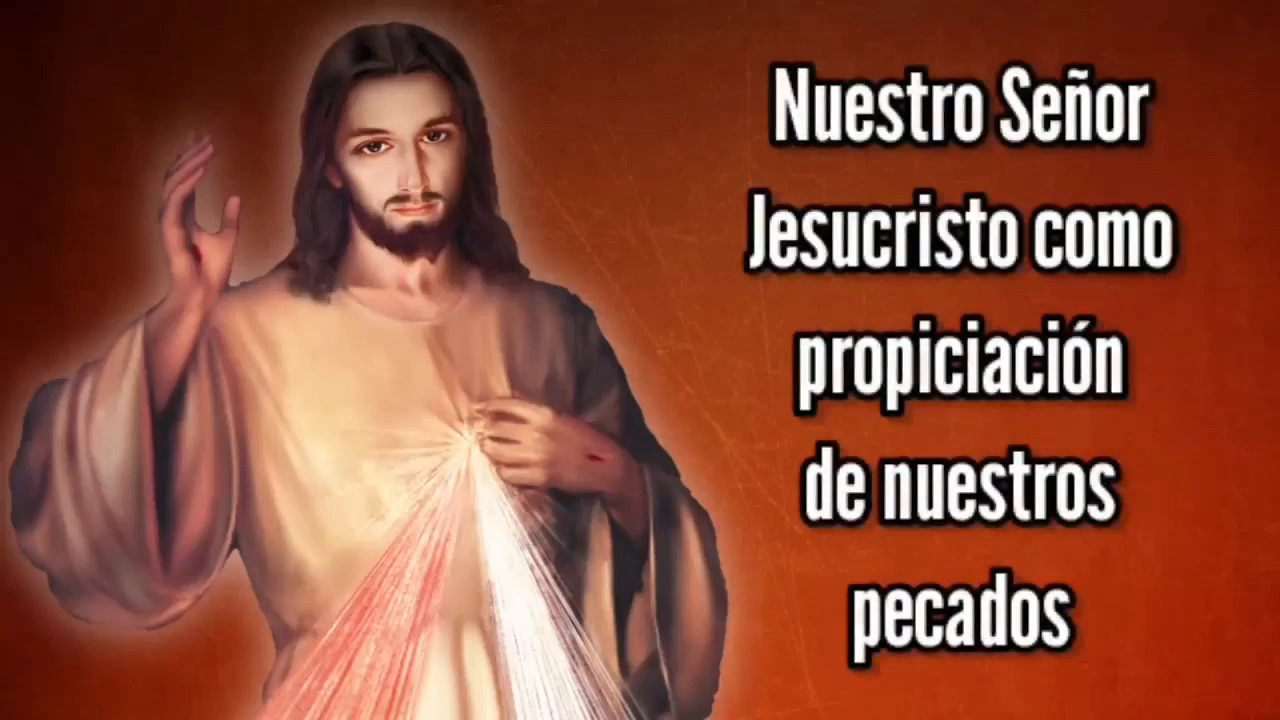 Nuestro Señor
Jesucristo como
propiciación
de nuestros
pecados